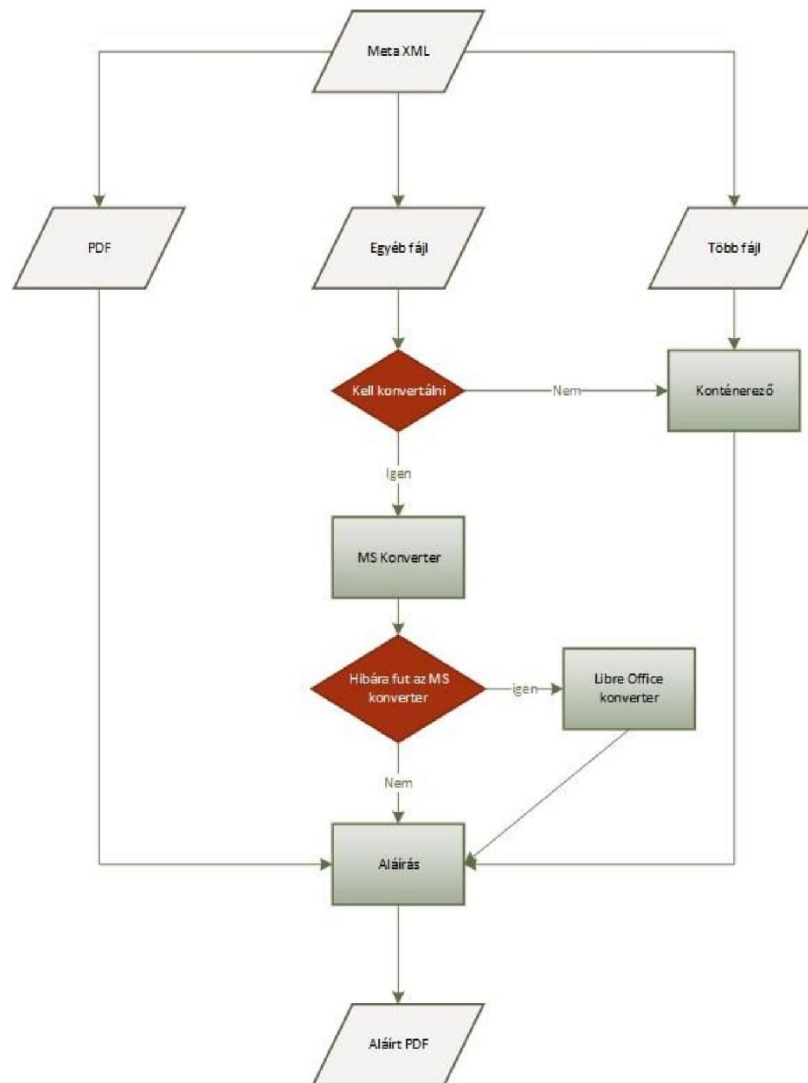 Meta XML
PDF
Egyéb fájl
Több fájl
Kell konvertálni
Nem
Konténerező
Igen
MS Konverter
Hibára fut az MS
konverter
igen
Libre Office
konverter
Nem
Aláírás
Aláírt PDF